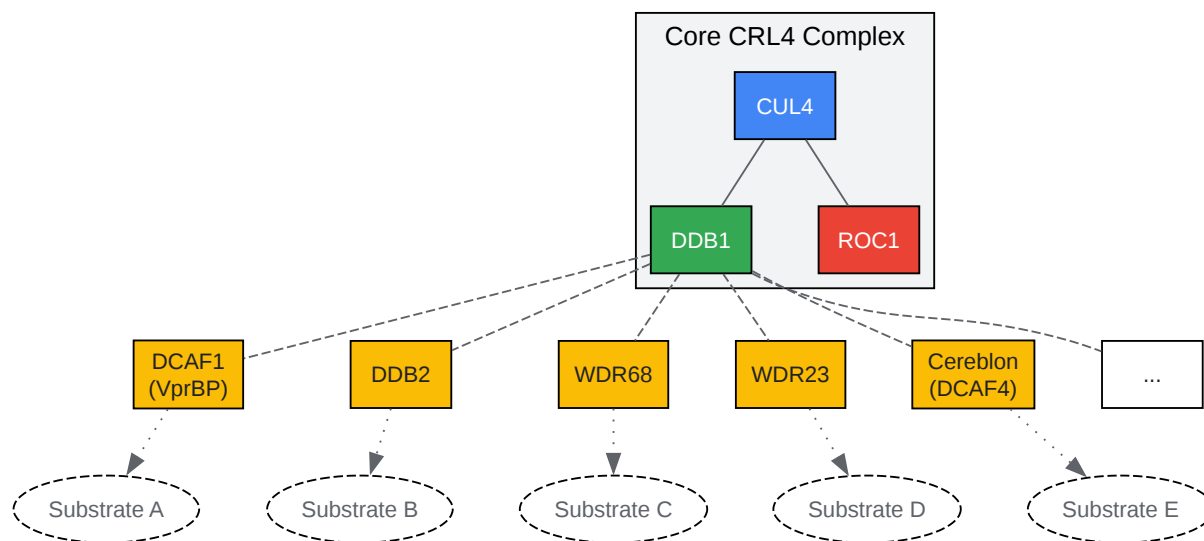 Core CRL4 Complex
CUL4
DDB1
ROC1
DCAF1
(VprBP)
DDB2
WDR68
WDR23
Cereblon
(DCAF4)
...
Substrate A
Substrate B
Substrate C
Substrate D
Substrate E